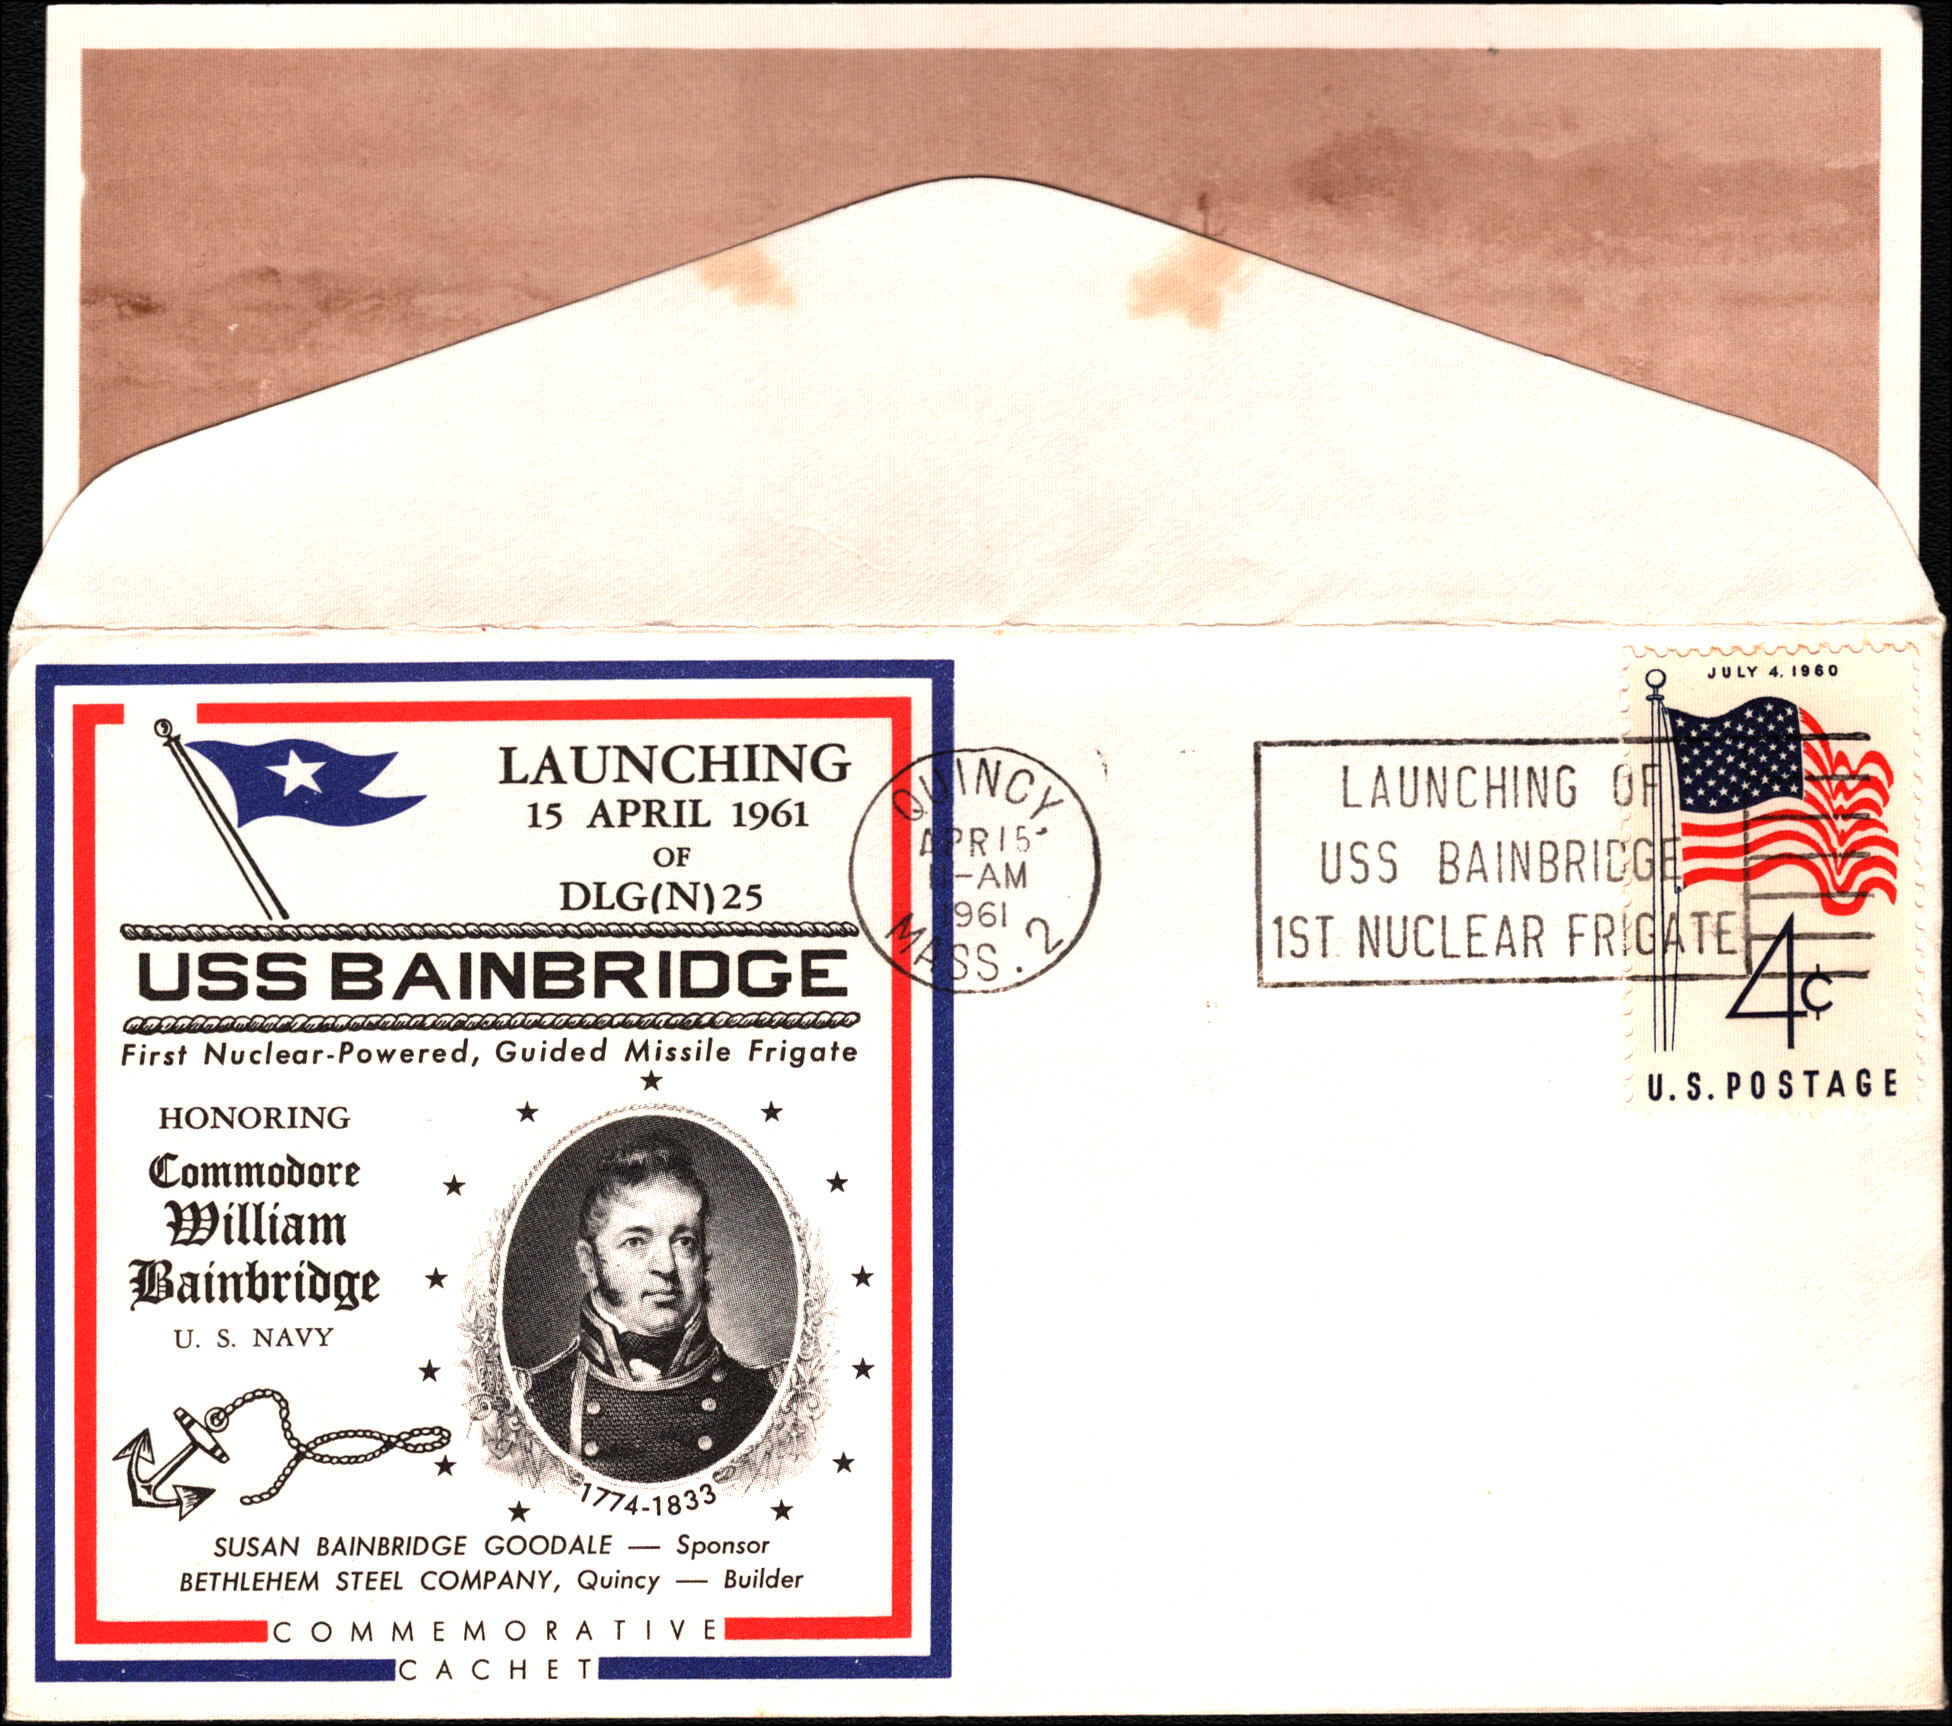 LAUNCHING
15 APRIL 1961
OF
DLG(N)25
USS BAINBRIDGE
First Nuclear-Powered, Guided Missile Frigate
HONORING
Commodore
William
Bainbridge
U. S. NAVY
1774-1833
SUSAN BAINBRIDGE GOODALE — Sponsor
BETHLEHEM STEEL COMPANY, Quincy — Builder
COMMEMORATIVE
CACHET
QUINCY
APR 15
11-AM
1961
MASS. 2
LAUNCHING OF
USS BAINBRIDGE
1ST NUCLEAR FRIGATE
JULY 4, 1960
4¢
U.S. POSTAGE